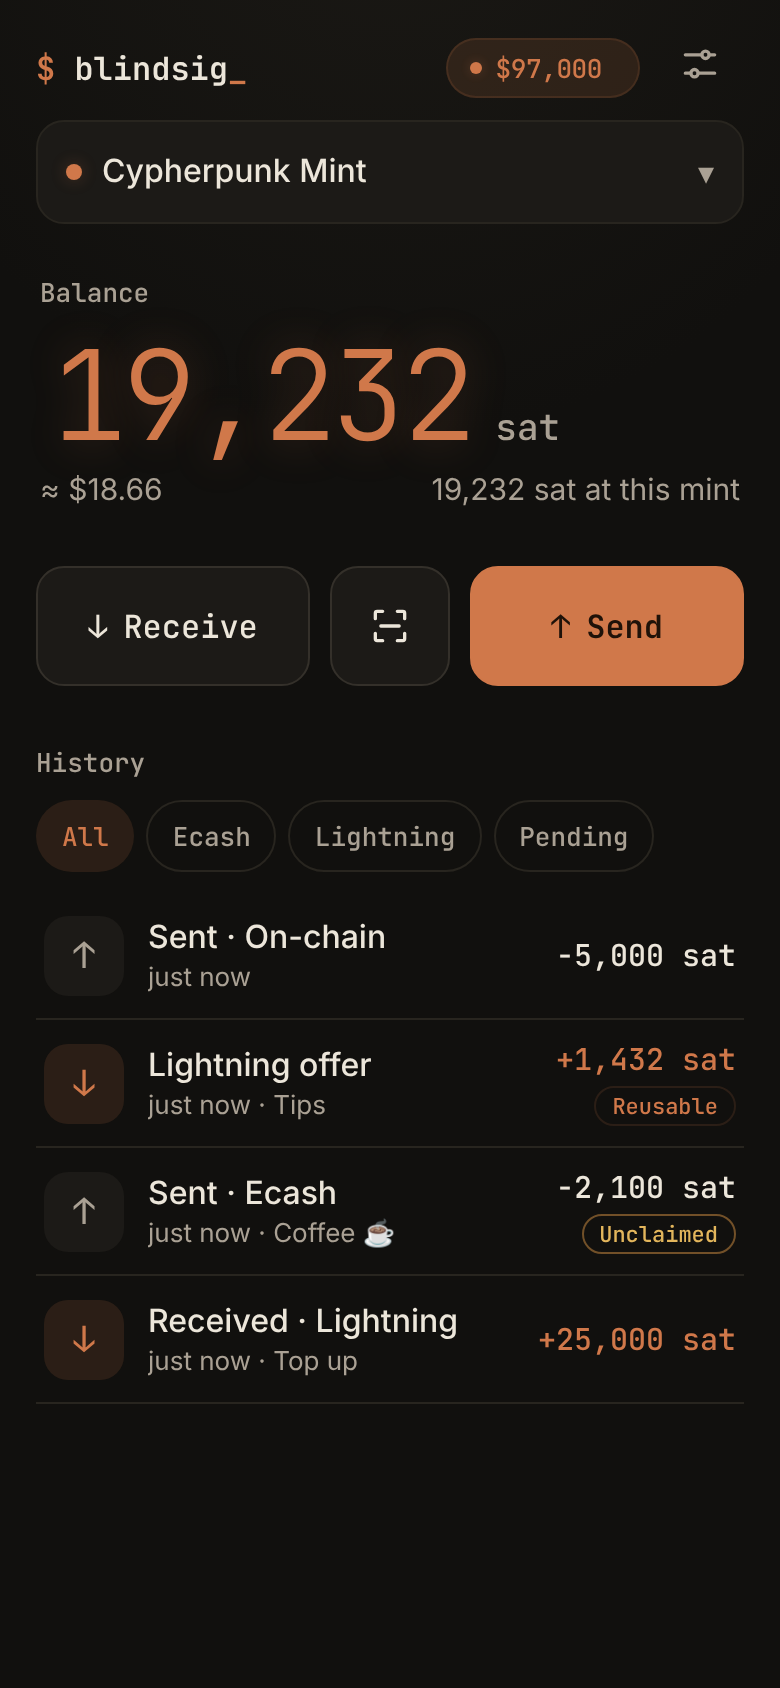 $ blindsig_
$97,000
Cypherpunk Mint ▼
Balance
19,232 sat
≈ $18.66
19,232 sat at this mint
↓ Receive
↑ Send
History
All
Ecash
Lightning
Pending
↑ Sent · On-chain
just now
-5,000 sat
↓ Lightning offer
just now · Tips
+1,432 sat
Reusable
↑ Sent · Ecash
just now · Coffee ☕
-2,100 sat
Unclaimed
↓ Received · Lightning
just now · Top up
+25,000 sat